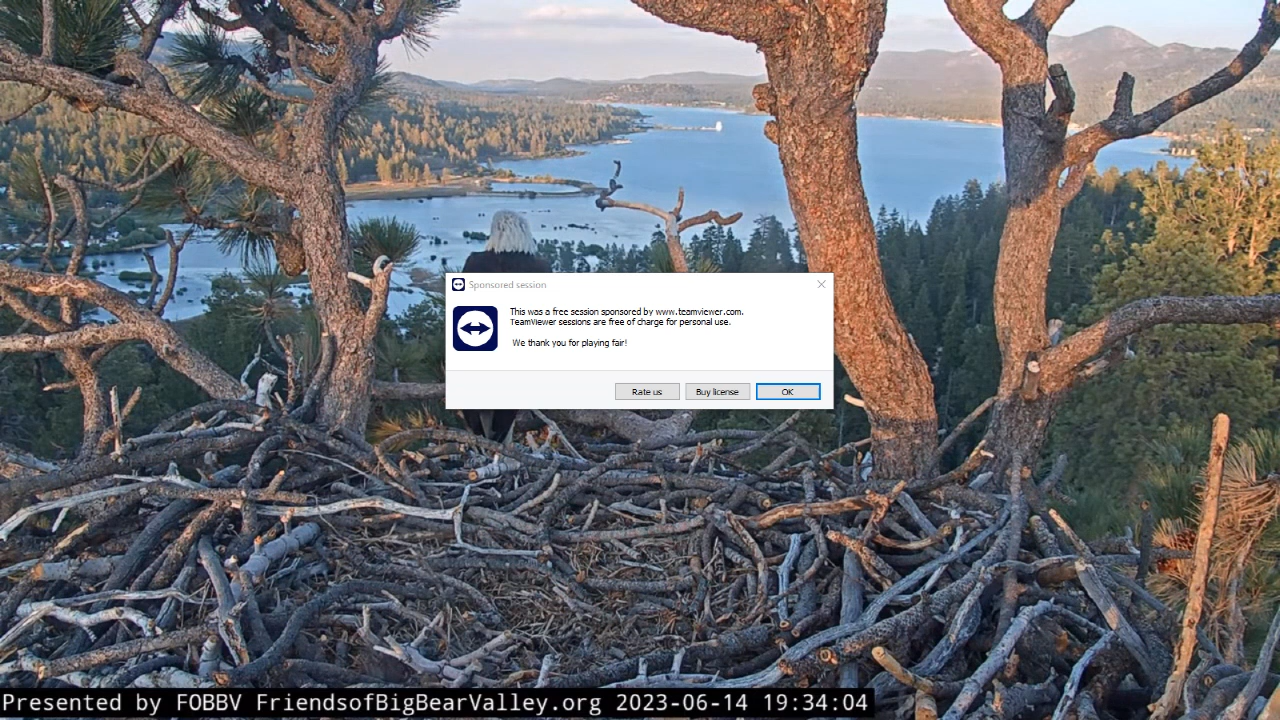 Sponsored session
This was a free session sponsored by www.teamviewer.com.
TeamViewer sessions are free of charge for personal use.
We thank you for playing fair!
Rate us
Buy license
OK
Presented by FOBBV FriendsofBigBearValley.org 2023-06-14 19:34:04